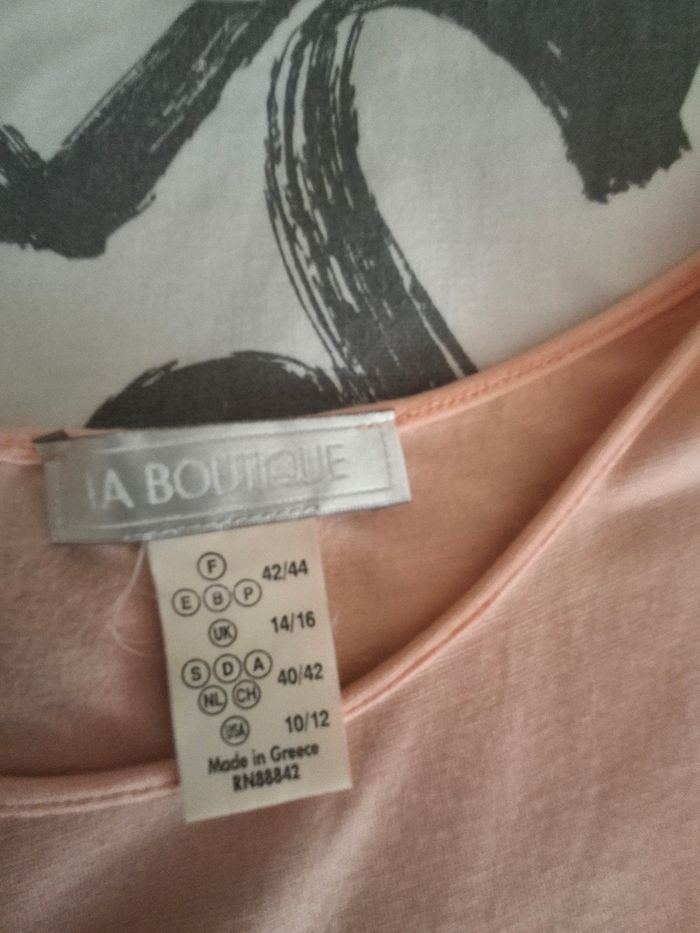 LA BOUTIQUE
F 42/44
E B P
UK 14/16
S D A 40/42
NL CH
USA 10/12
Made in Greece
RN88842